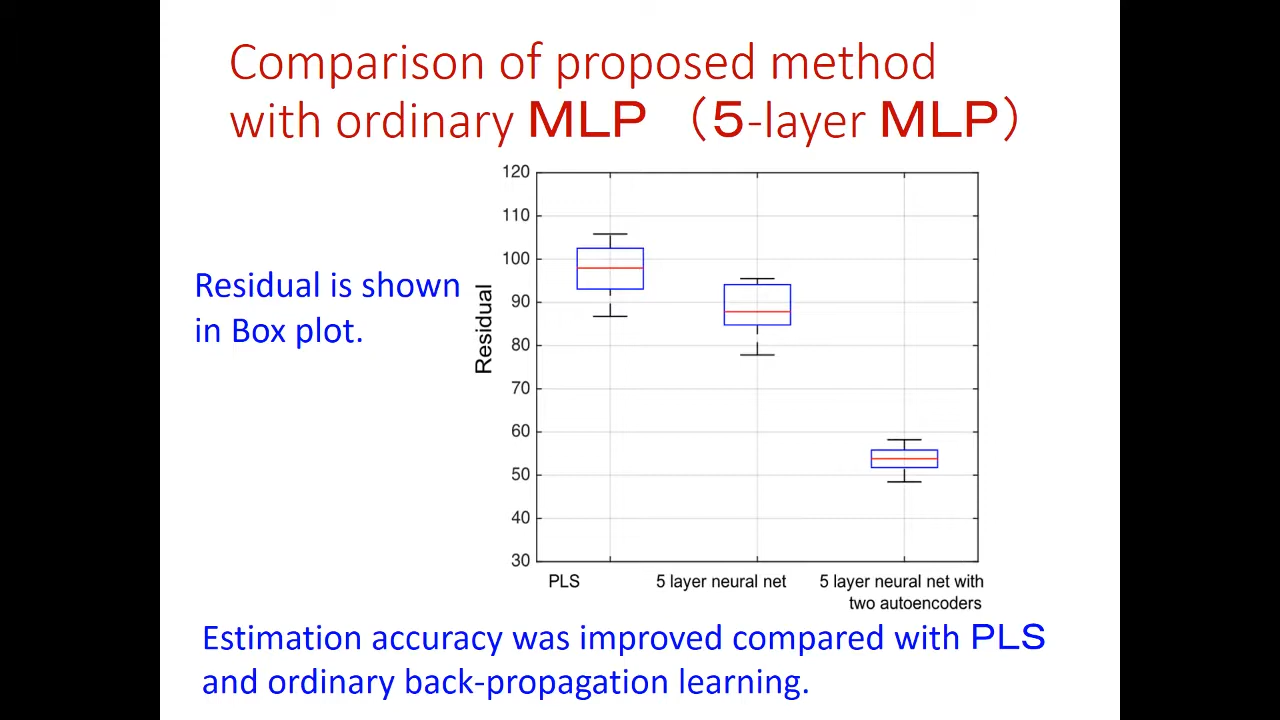 Comparison of proposed method
with ordinary MLP （5-layer MLP）
Residual is shown
in Box plot.
Residual
120
110
100
90
80
70
60
50
40
30
PLS
5 layer neural net
5 layer neural net with
two autoencoders
Estimation accuracy was improved compared with PLS
and ordinary back-propagation learning.